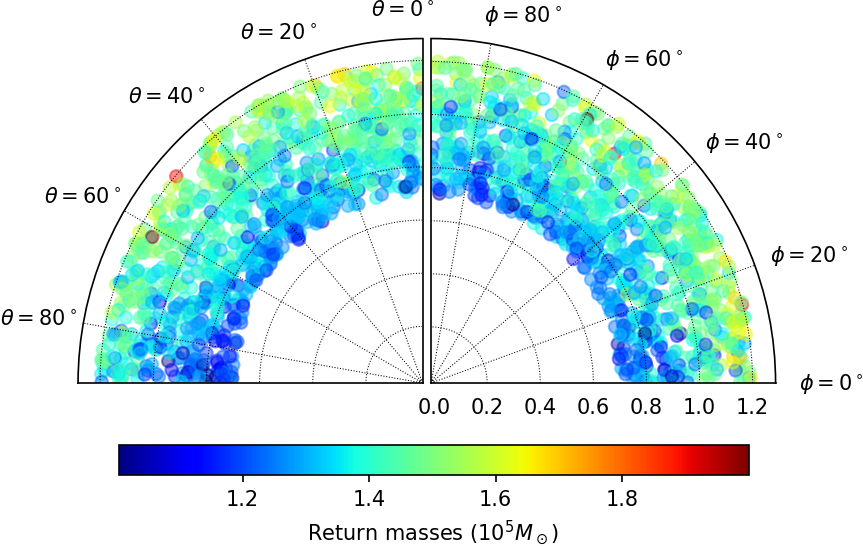 θ = 0°
θ = 20°
θ = 40°
θ = 60°
θ = 80°
ϕ = 80°
ϕ = 60°
ϕ = 40°
ϕ = 20°
ϕ = 0°
0.0 0.2 0.4 0.6 0.8 1.0 1.2
1.2 1.4 1.6 1.8
Return masses (10⁵M☉)